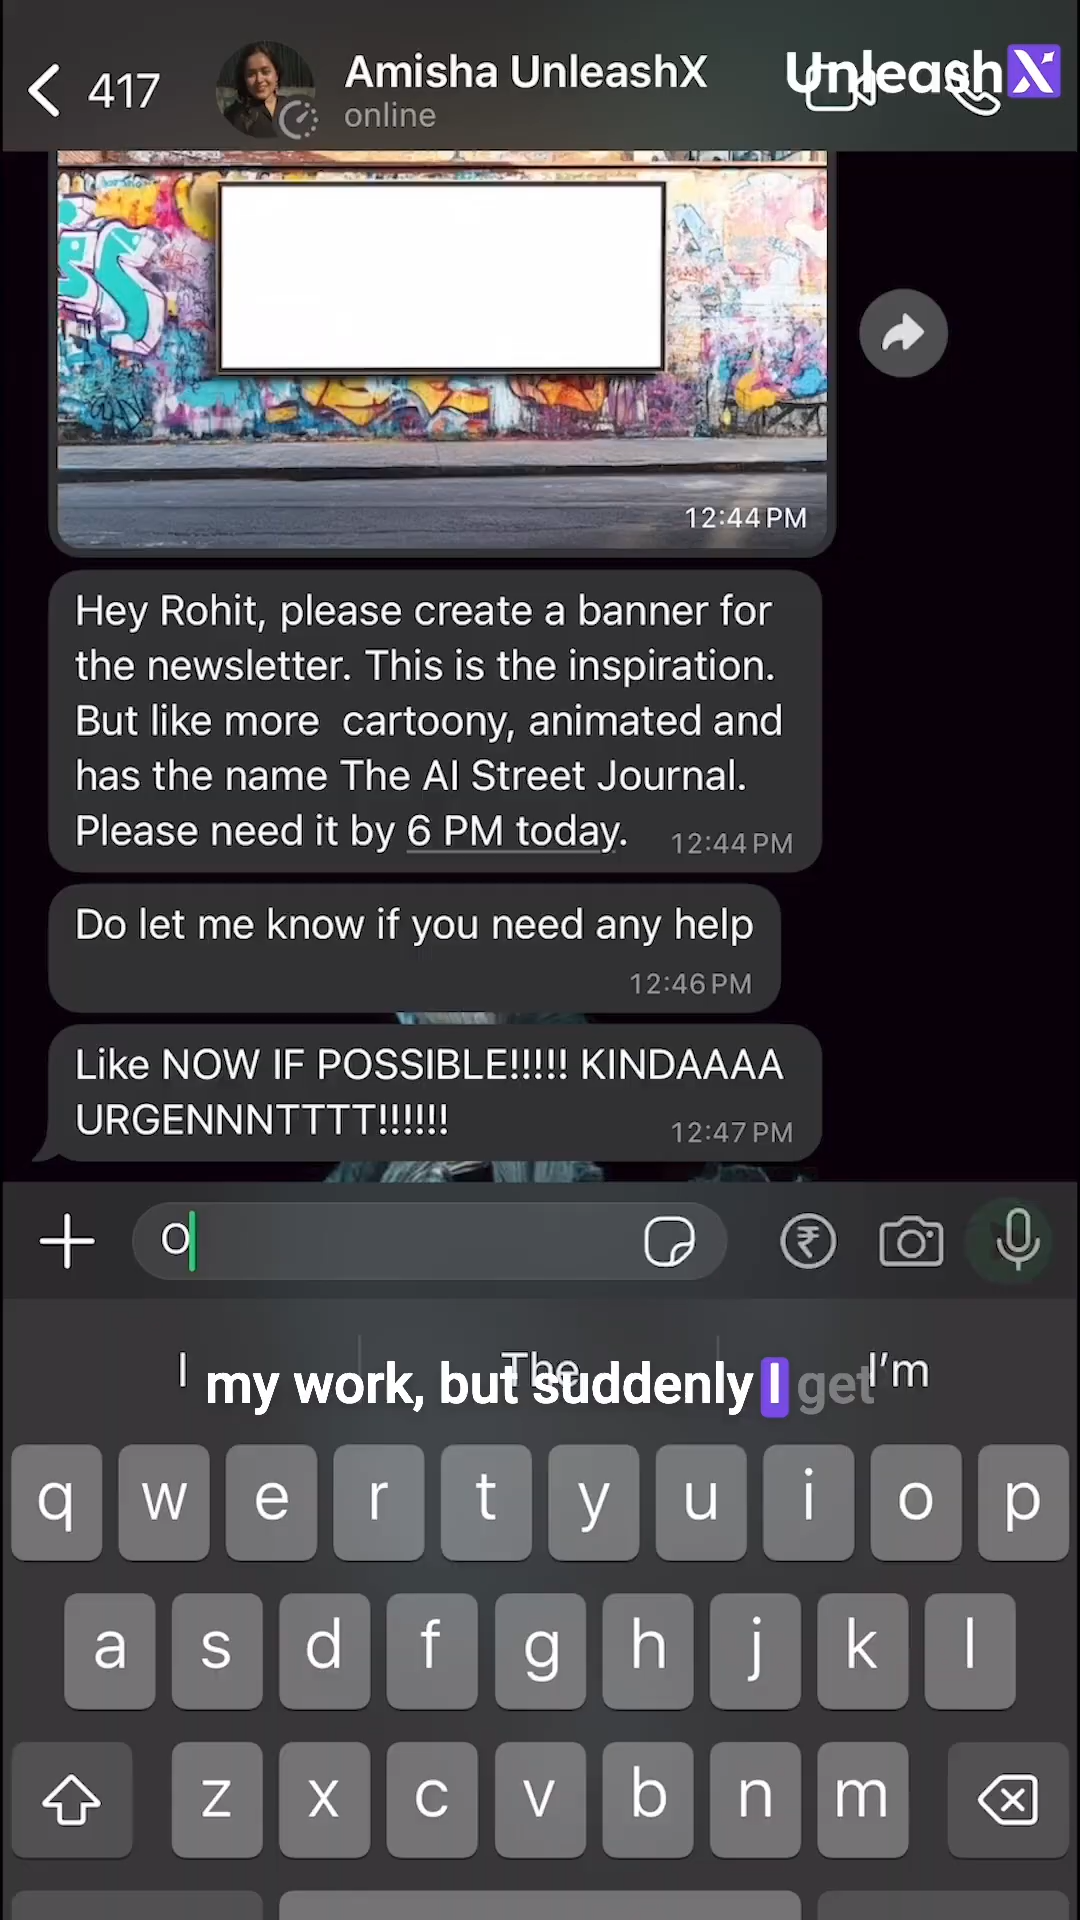 417
Amisha UnleashX
online
UnleashX
12:44 PM
Hey Rohit, please create a banner for
the newsletter. This is the inspiration.
But like more  cartoony, animated and
has the name The AI Street Journal.
Please need it by 6 PM today.
12:44 PM
Do let me know if you need any help
12:46 PM
Like NOW IF POSSIBLE!!!!! KINDAAAA
URGENNNTTTT!!!!!!
12:47 PM
O
I The I'm
my work, but suddenly I get
q w e r t y u i o p
a s d f g h j k l
z x c v b n m